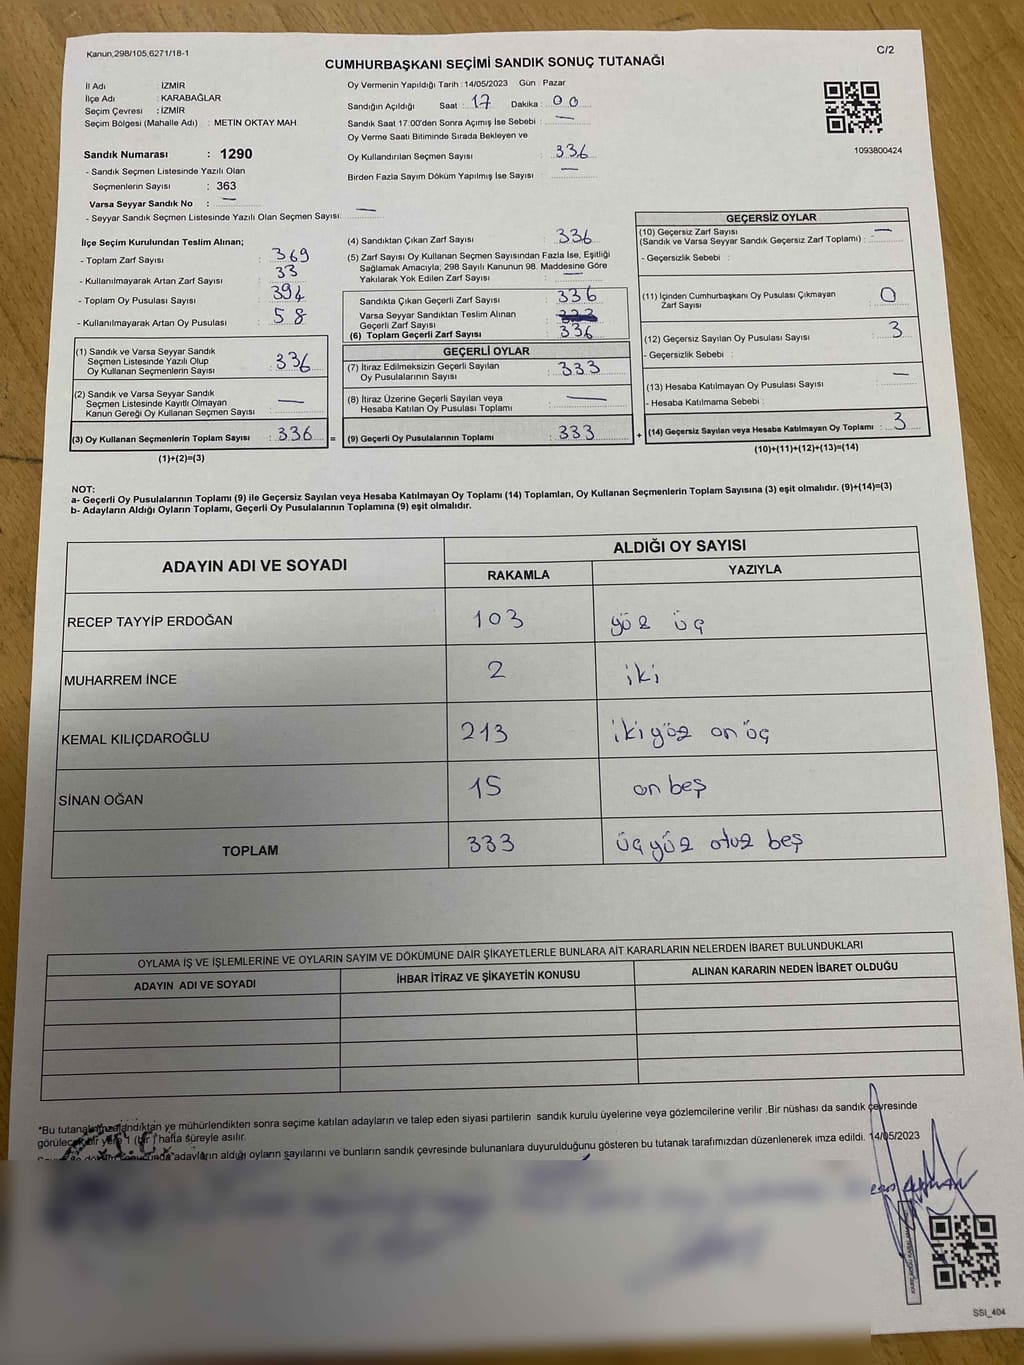 Kanun,298/105,6271/18-1
C/2
CUMHURBAŞKANI SEÇİMİ SANDIK SONUÇ TUTANAĞI
İl Adı : İZMİR
İlçe Adı : KARABAĞLAR
Seçim Çevresi : İZMİR
Seçim Bölgesi (Mahalle Adı) : METİN OKTAY MAH.
Sandık Numarası : 1290
- Sandık Seçmen Listesinde Yazılı Olan
Seçmenlerin Sayısı : 363
Varsa Seyyar Sandık No : —
- Seyyar Sandık Seçmen Listesinde Yazılı Olan Seçmen Sayısı: —
Oy Vermenin Yapıldığı Tarih : 14/05/2023 Gün : Pazar
Sandığın Açıldığı Saat : 17 Dakika : 00
Sandık Saat 17.00'den Sonra Açımış İse Sebebi : —
Oy Verme Saati Bitiminde Sırada Bekleyen ve
Oy Kullandırılan Seçmen Sayısı : 336
Birden Fazla Sayım Döküm Yapılmış İse Sayısı : —
1093800424
İlçe Seçim Kurulundan Teslim Alınan;
- Toplam Zarf Sayısı : 369
- Kullanılmayarak Artan Zarf Sayısı : 33
- Toplam Oy Pusulası Sayısı : 394
- Kullanılmayarak Artan Oy Pusulası : 58
(1) Sandık ve Varsa Seyyar Sandık
Seçmen Listesinde Yazılı Olup
Oy Kullanan Seçmenlerin Sayısı : 336
(2) Sandık ve Varsa Seyyar Sandık
Seçmen Listesinde Kayıtlı Olmayan
Kanun Gereği Oy Kullanan Seçmen Sayısı : —
(3) Oy Kullanan Seçmenlerin Toplam Sayısı : 336 =
(1)+(2)=(3)
(4) Sandıktan Çıkan Zarf Sayısı : 336
(5) Zarf Sayısı Oy Kullanan Seçmen Sayısından Fazla İse, Eşitliği
Sağlamak Amacıyla; 298 Sayılı Kanunun 98. Maddesine Göre
Yakılarak Yok Edilen Zarf Sayısı : —
Sandıkta Çıkan Geçerli Zarf Sayısı : 336
Varsa Seyyar Sandıktan Teslim Alınan
Geçerli Zarf Sayısı
(6) Toplam Geçerli Zarf Sayısı : 336
GEÇERLİ OYLAR
(7) İtiraz Edilmeksizin Geçerli Sayılan
Oy Pusulalarının Sayısı : 333
(8) İtiraz Üzerine Geçerli Sayılan veya
Hesaba Katılan Oy Pusulası Toplamı : —
(9) Geçerli Oy Pusulalarının Toplamı : 333 +
GEÇERSİZ OYLAR
(10) Geçersiz Zarf Sayısı
(Sandık ve Varsa Seyyar Sandık Geçersiz Zarf Toplamı) : —
- Geçersizlik Sebebi :
(11) İçinden Cumhurbaşkanı Oy Pusulası Çıkmayan
Zarf Sayısı : 0
(12) Geçersiz Sayılan Oy Pusulası Sayısı : 3
- Geçersizlik Sebebi :
(13) Hesaba Katılmayan Oy Pusulası Sayısı : —
- Hesaba Katılmama Sebebi :
(14) Geçersiz Sayılan veya Hesaba Katılmayan Oy Toplamı : 3
(10)+(11)+(12)+(13)=(14)
NOT:
a- Geçerli Oy Pusulalarının Toplamı (9) ile Geçersiz Sayılan veya Hesaba Katılmayan Oy Toplamı (14) Toplamları, Oy Kullanan Seçmenlerin Toplam Sayısına (3) eşit olmalıdır. (9)+(14)=(3)
b- Adayların Aldığı Oyların Toplamı, Geçerli Oy Pusulalarının Toplamına (9) eşit olmalıdır.
ADAYIN ADI VE SOYADI
ALDIĞI OY SAYISI
RAKAMLA YAZIYLA
RECEP TAYYİP ERDOĞAN 103 yüz üç
MUHARREM İNCE 2 iki
KEMAL KILIÇDAROĞLU 213 ikiyüz on üç
SİNAN OĞAN 15 on beş
TOPLAM 333 üçyüz otuz beş
OYLAMA İŞ VE İŞLEMLERİNE VE OYLARIN SAYIM VE DÖKÜMÜNE DAİR ŞİKAYETLERLE BUNLARA AİT KARARLARIN NELERDEN İBARET BULUNDUKLARI
ADAYIN ADI VE SOYADI İHBAR İTİRAZ VE ŞİKAYETİN KONUSU ALINAN KARARIN NEDEN İBARET OLDUĞU
*Bu tutanak imzalandıktan ve mühürlendikten sonra seçime katılan adayların ve talep eden siyasi partilerin sandık kurulu üyelerine veya gözlemcilerine verilir .Bir nüshası da sandık çevresinde
görülecek bir yere 1 (bir ) hafta süreyle asılır.
adayların aldığı oyların sayılarını ve bunların sandık çevresinde bulunanlara duyurulduğunu gösteren bu tutanak tarafımızdan düzenlenerek imza edildi. 14/05/2023
SSI_404